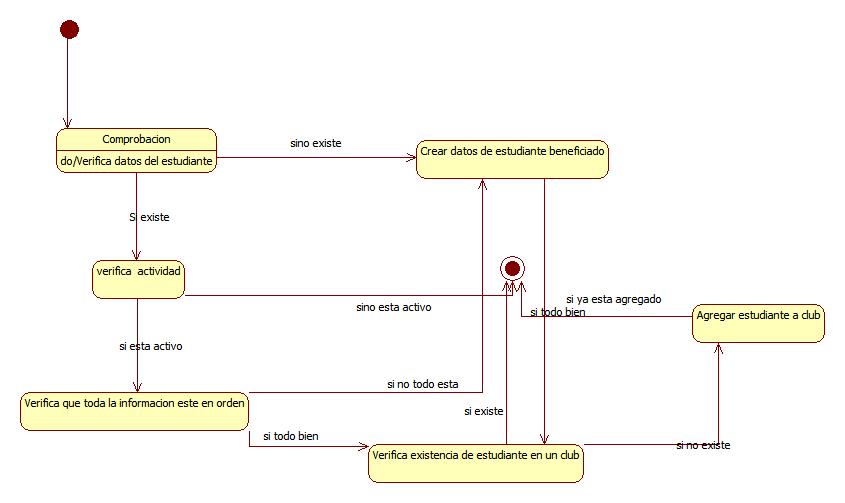 Comprobacion
do/Verifica datos del estudiante
sino existe
Crear datos de estudiante beneficiado
S existe
verifica actividad
sino esta activo
si ya esta agregado
si todo bien
Agregar estudiante a club
si esta activo
Verifica que toda la informacion este en orden
si no todo esta
si existe
si todo bien
Verifica existencia de estudiante en un club
si no existe